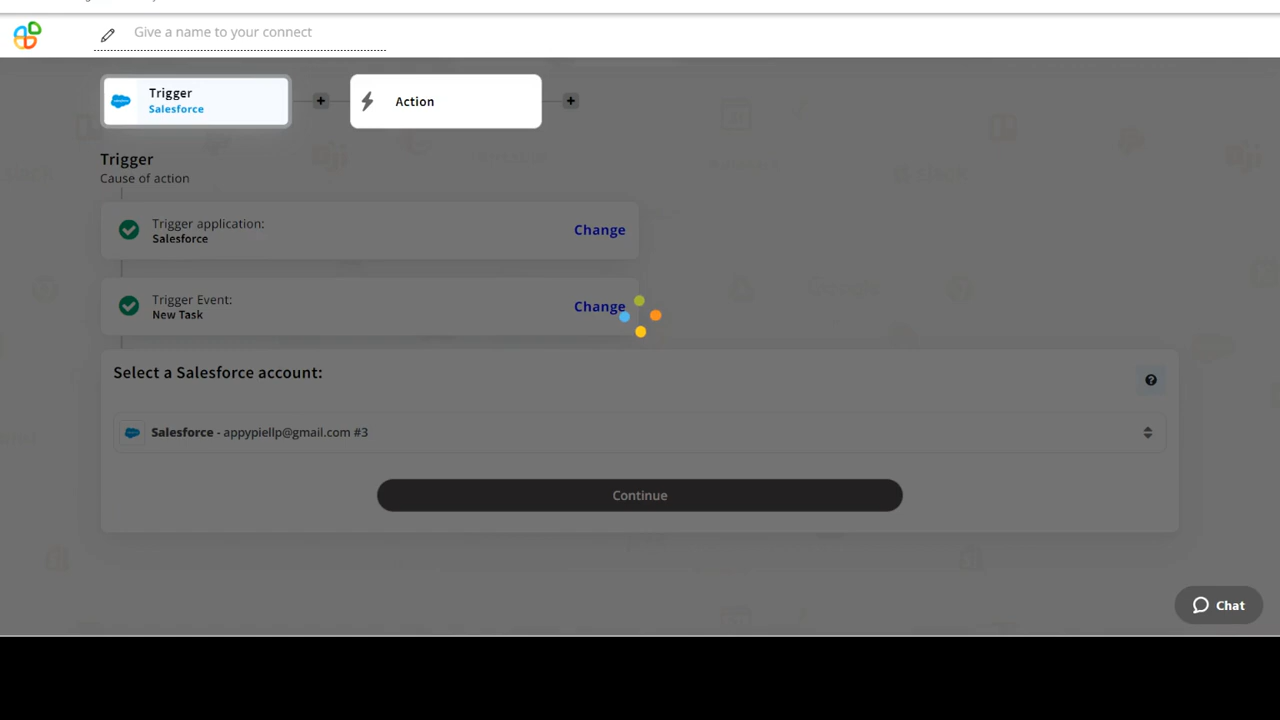 Give a name to your connect
Trigger
Salesforce
Action
Trigger
Cause of action
Trigger application:
Salesforce
Change
Trigger Event:
New Task
Change
Select a Salesforce account:
Salesforce - appypiellp@gmail.com #3
Continue
Chat